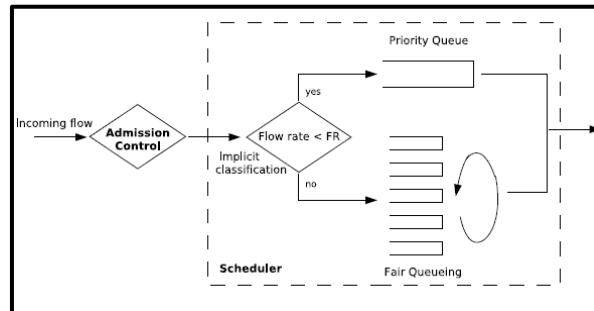 Priority Queue
Incoming flow
Admission
Control
yes
Flow rate < FR
Implicit
classification
no
Scheduler
Fair Queueing